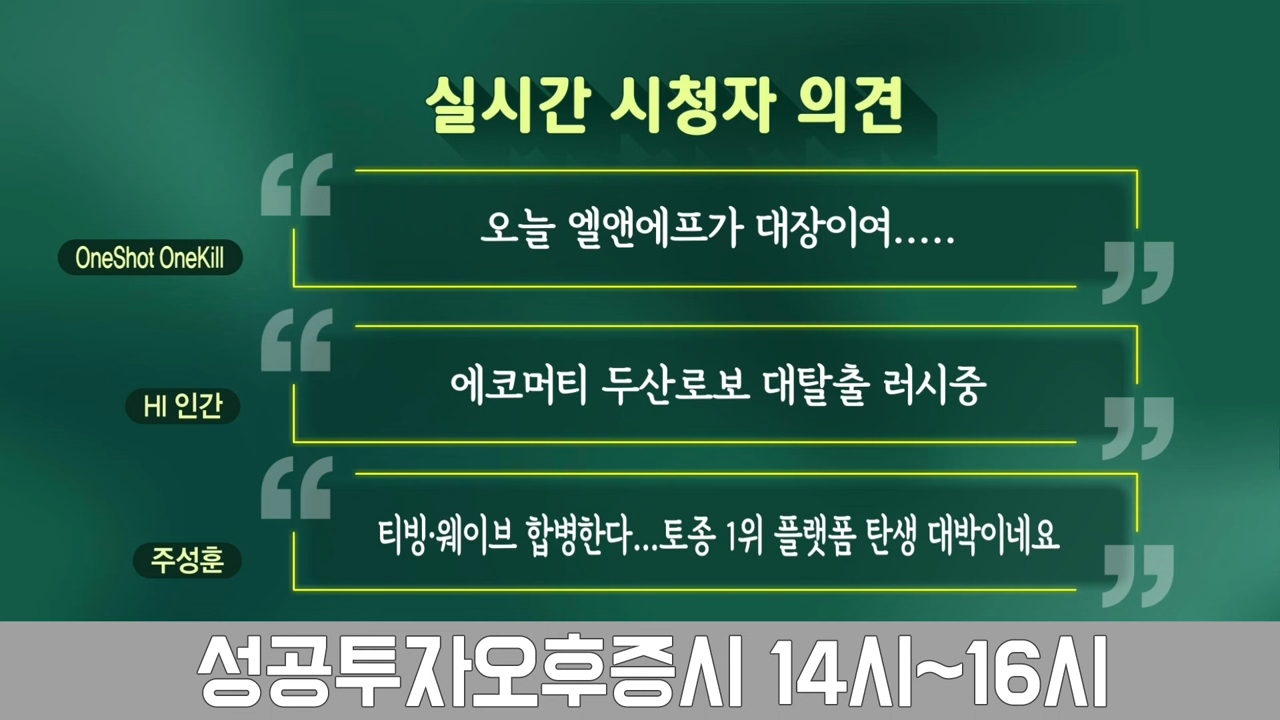 실시간 시청자 의견
OneShot OneKill
오늘 엘앤에프가 대장이여.....
HI 인간
에코머티 두산로보 대탈출 러시중
주성훈
티빙·웨이브 합병한다...토종 1위 플랫폼 탄생 대박이네요
성공투자오후증시 14시~16시